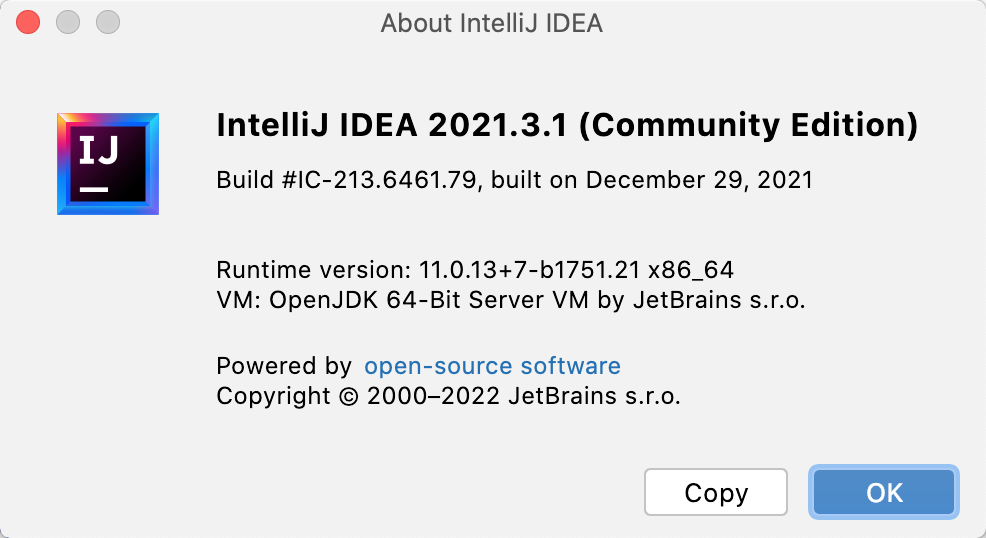 About IntelliJ IDEA
IJ
IntelliJ IDEA 2021.3.1 (Community Edition)
Build #IC-213.6461.79, built on December 29, 2021
Runtime version: 11.0.13+7-b1751.21 x86_64
VM: OpenJDK 64-Bit Server VM by JetBrains s.r.o.
Powered by open-source software
Copyright © 2000–2022 JetBrains s.r.o.
Copy
OK